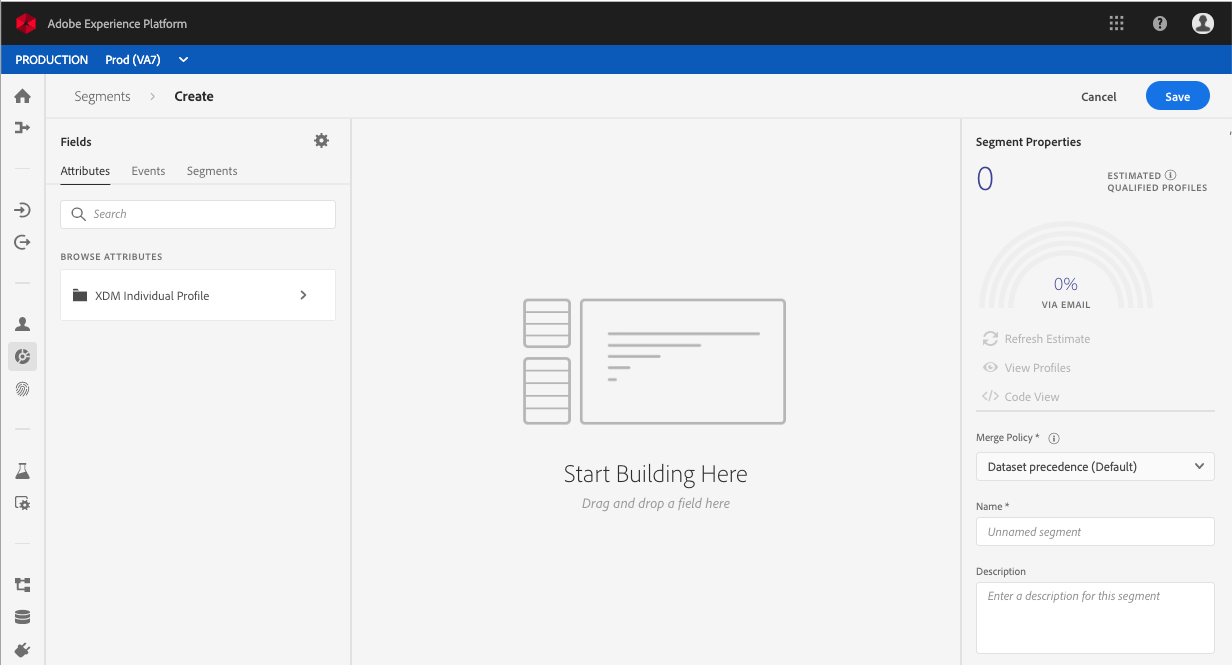 Adobe Experience Platform
PRODUCTION Prod (VA7)
Segments Create
Cancel Save
Fields
Attributes Events Segments
Search
BROWSE ATTRIBUTES
XDM Individual Profile
Start Building Here
Drag and drop a field here
Segment Properties
0
ESTIMATED
QUALIFIED PROFILES
0%
VIA EMAIL
Refresh Estimate
View Profiles
</> Code View
Merge Policy *
Dataset precedence (Default)
Name *
Unnamed segment
Description
Enter a description for this segment